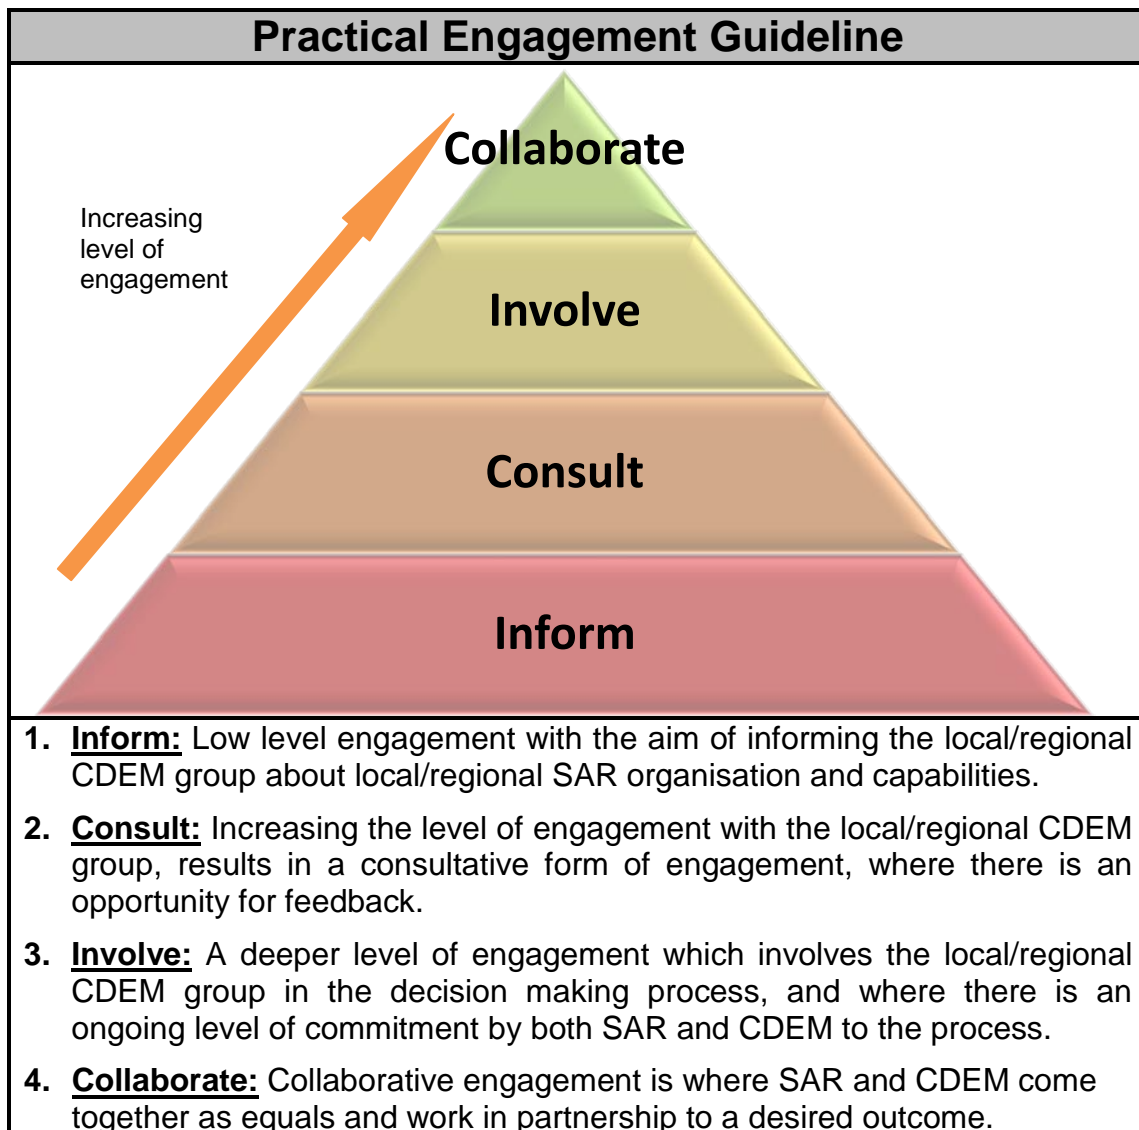 Practical Engagement Guideline
Collaborate
Increasing
level of
engagement
Involve
Consult
Inform
1. Inform: Low level engagement with the aim of informing the local/regional
CDEM group about local/regional SAR organisation and capabilities.
2. Consult: Increasing the level of engagement with the local/regional CDEM
group, results in a consultative form of engagement, where there is an
opportunity for feedback.
3. Involve: A deeper level of engagement which involves the local/regional
CDEM group in the decision making process, and where there is an
ongoing level of commitment by both SAR and CDEM to the process.
4. Collaborate: Collaborative engagement is where SAR and CDEM come
together as equals and work in partnership to a desired outcome.